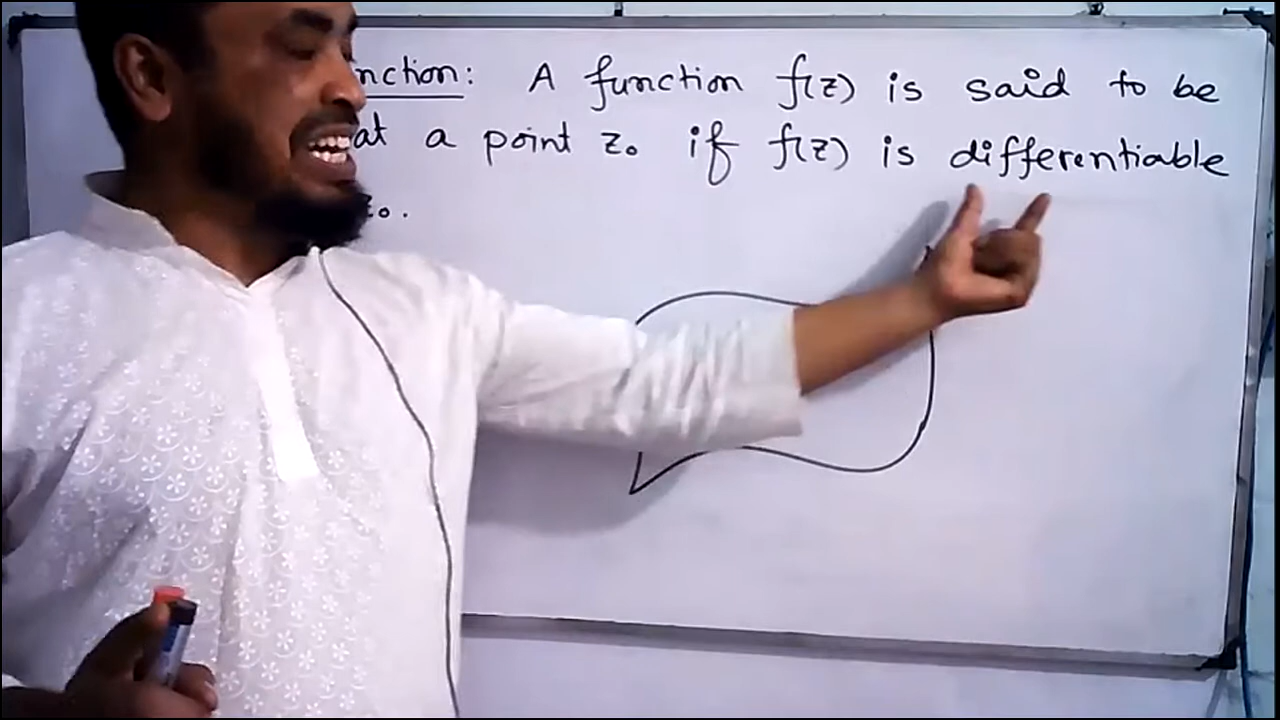 nction: A function f(z) is said to be
at a point z₀ if f(z) is differentiable
z₀.